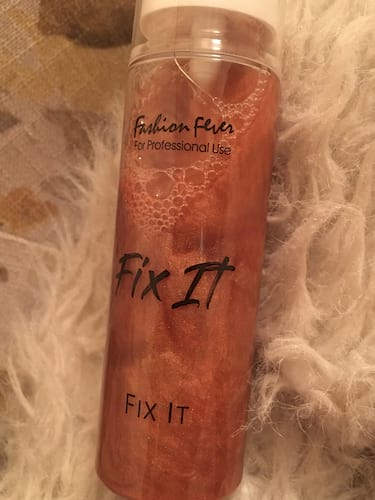 Fashion Fever
For Professional Use
Fix It
Fix It